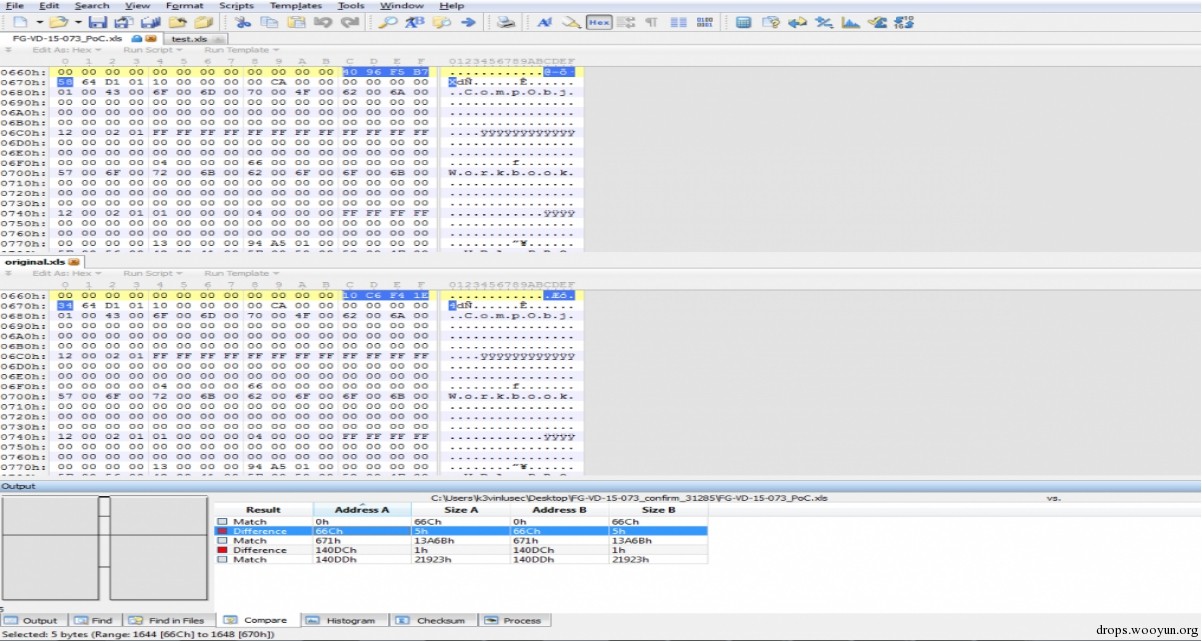 File Edit Search View Format Scripts Templates Tools Window Help
FG-VD-15-073_PoC.xls test.xls
Edit As: Hex Run Script Run Template
0 1 2 3 4 5 6 7 8 9 A B C D E F 0123456789ABCDEF
0660h: 00 00 00 00 00 00 00 00 00 00 00 00 40 96 F5 B7 ............@–õ·
0670h: 58 64 D1 01 10 00 00 00 CA 00 00 00 00 00 00 00 XdÑ.....Ê.......
0680h: 01 00 43 00 6F 00 6D 00 70 00 4F 00 62 00 6A 00 ..C.o.m.p.O.b.j.
0690h: 00 00 00 00 00 00 00 00 00 00 00 00 00 00 00 00 ................
06A0h: 00 00 00 00 00 00 00 00 00 00 00 00 00 00 00 00 ................
06B0h: 00 00 00 00 00 00 00 00 00 00 00 00 00 00 00 00 ................
06C0h: 12 00 02 01 FF FF FF FF FF FF FF FF FF FF FF FF ....ÿÿÿÿÿÿÿÿÿÿÿÿ
06D0h: 00 00 00 00 00 00 00 00 00 00 00 00 00 00 00 00 ................
06E0h: 00 00 00 00 00 00 00 00 00 00 00 00 00 00 00 00 ................
06F0h: 00 00 00 00 04 00 00 00 66 00 00 00 00 00 00 00 ........f.......
0700h: 57 00 6F 00 72 00 6B 00 62 00 6F 00 6F 00 6B 00 W.o.r.k.b.o.o.k.
0710h: 00 00 00 00 00 00 00 00 00 00 00 00 00 00 00 00 ................
0720h: 00 00 00 00 00 00 00 00 00 00 00 00 00 00 00 00 ................
0730h: 00 00 00 00 00 00 00 00 00 00 00 00 00 00 00 00 ................
0740h: 12 00 02 01 01 00 00 00 04 00 00 00 FF FF FF FF ............ÿÿÿÿ
0750h: 00 00 00 00 00 00 00 00 00 00 00 00 00 00 00 00 ................
0760h: 00 00 00 00 00 00 00 00 00 00 00 00 00 00 00 00 ................
0770h: 00 00 00 00 13 00 00 00 94 A5 01 00 00 00 00 00 ........”¥......
original.xls
Edit As: Hex Run Script Run Template
0 1 2 3 4 5 6 7 8 9 A B C D E F 0123456789ABCDEF
0660h: 00 00 00 00 00 00 00 00 00 00 00 00 10 C6 F4 1E .............Æô.
0670h: 34 64 D1 01 10 00 00 00 CA 00 00 00 00 00 00 00 4dÑ.....Ê.......
0680h: 01 00 43 00 6F 00 6D 00 70 00 4F 00 62 00 6A 00 ..C.o.m.p.O.b.j.
0690h: 00 00 00 00 00 00 00 00 00 00 00 00 00 00 00 00 ................
06A0h: 00 00 00 00 00 00 00 00 00 00 00 00 00 00 00 00 ................
06B0h: 00 00 00 00 00 00 00 00 00 00 00 00 00 00 00 00 ................
06C0h: 12 00 02 01 FF FF FF FF FF FF FF FF FF FF FF FF ....ÿÿÿÿÿÿÿÿÿÿÿÿ
06D0h: 00 00 00 00 00 00 00 00 00 00 00 00 00 00 00 00 ................
06E0h: 00 00 00 00 00 00 00 00 00 00 00 00 00 00 00 00 ................
06F0h: 00 00 00 00 04 00 00 00 66 00 00 00 00 00 00 00 ........f.......
0700h: 57 00 6F 00 72 00 6B 00 62 00 6F 00 6F 00 6B 00 W.o.r.k.b.o.o.k.
0710h: 00 00 00 00 00 00 00 00 00 00 00 00 00 00 00 00 ................
0720h: 00 00 00 00 00 00 00 00 00 00 00 00 00 00 00 00 ................
0730h: 00 00 00 00 00 00 00 00 00 00 00 00 00 00 00 00 ................
0740h: 12 00 02 01 01 00 00 00 04 00 00 00 FF FF FF FF ............ÿÿÿÿ
0750h: 00 00 00 00 00 00 00 00 00 00 00 00 00 00 00 00 ................
0760h: 00 00 00 00 00 00 00 00 00 00 00 00 00 00 00 00 ................
0770h: 00 00 00 00 13 00 00 00 94 A5 01 00 00 00 00 00 ........”¥......
Output
C:\Users\k3vinlusec\Desktop\FG-VD-15-073_confirm_31285\FG-VD-15-073_PoC.xls vs.
Result Address A Size A Address B Size B
Match 0h 66Ch 0h 66Ch
Difference 66Ch 5h 66Ch 5h
Match 671h 13A6Bh 671h 13A6Bh
Difference 140DCh 1h 140DCh 1h
Match 140DDh 21923h 140DDh 21923h
Output Find Find in Files Compare Histogram Checksum Process
Selected: 5 bytes (Range: 1644 [66Ch] to 1648 [670h])
drops.wooyun.org